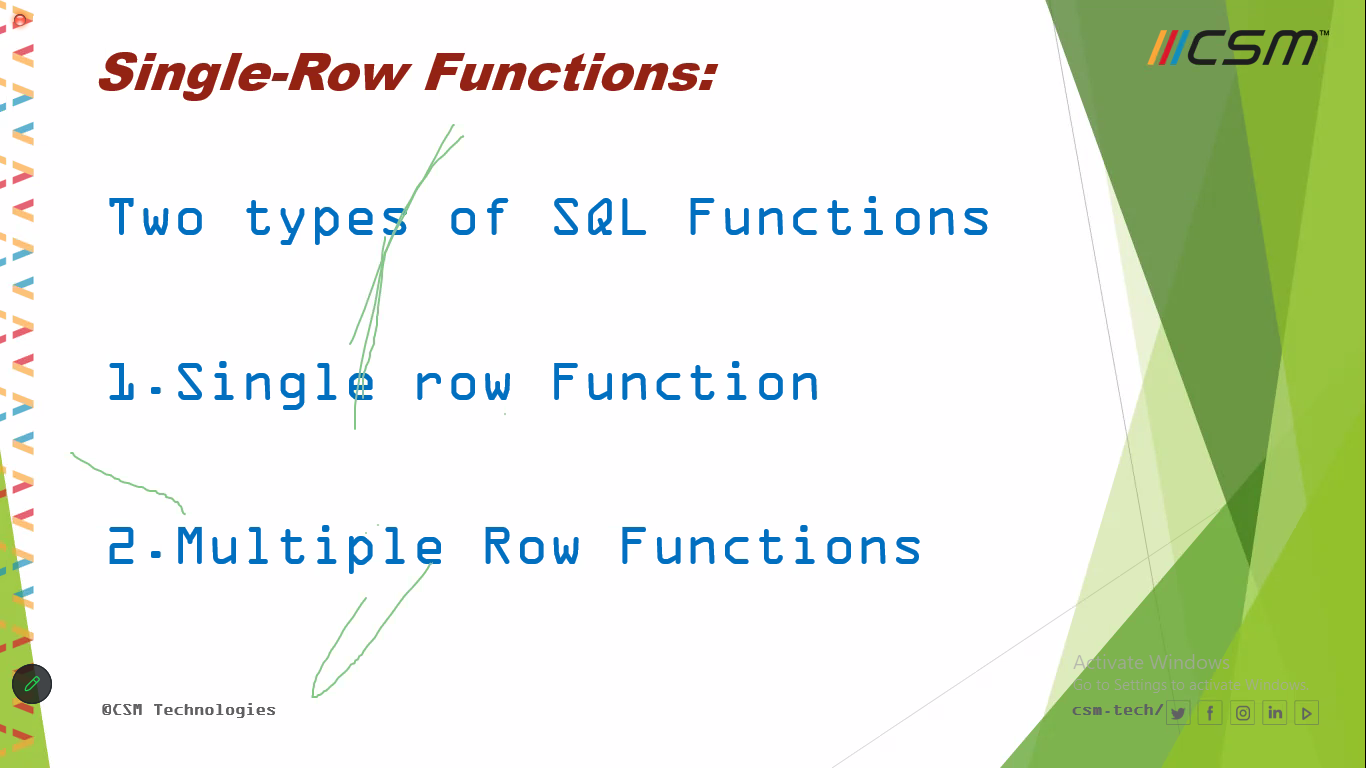 Single-Row Functions:
CSM™
Two types of SQL Functions
1.Single row Function
2.Multiple Row Functions
Activate Windows
Go to Settings to activate Windows.
©CSM Technologies
csm-tech/